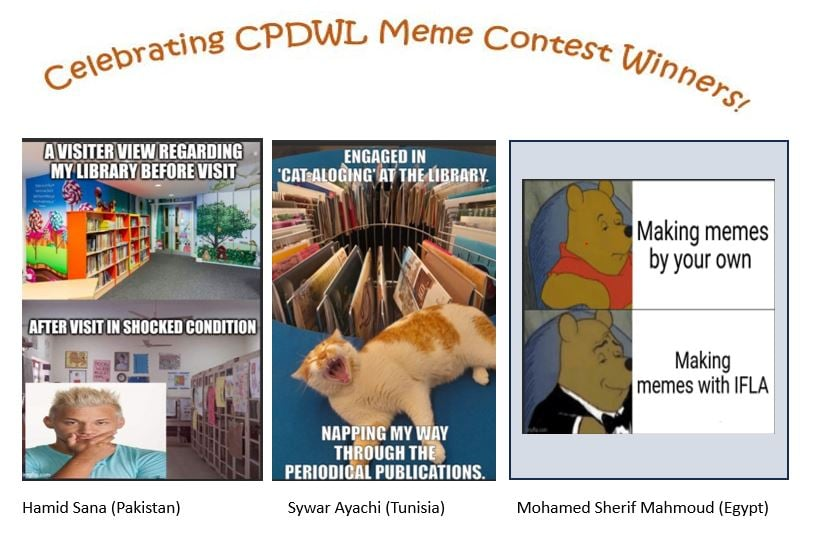 Celebrating CPDWL Meme Contest Winners!
A VISITER VIEW REGARDING
MY LIBRARY BEFORE VISIT
AFTER VISIT IN SHOCKED CONDITION
ENGAGED IN
'CAT-ALOGING' AT THE LIBRARY.
NAPPING MY WAY
THROUGH THE
PERIODICAL PUBLICATIONS.
Making memes
by your own
Making
memes with IFLA
Hamid Sana (Pakistan)
Sywar Ayachi (Tunisia)
Mohamed Sherif Mahmoud (Egypt)